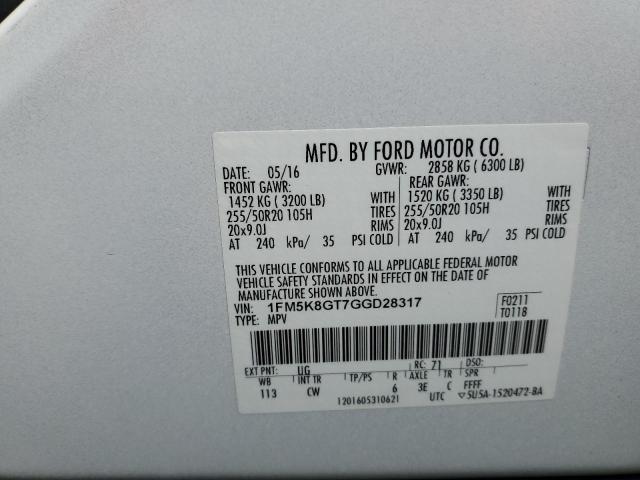 MFD. BY FORD MOTOR CO.
DATE: 05/16 GVWR: 2858 KG ( 6300 LB)
FRONT GAWR: REAR GAWR:
1452 KG ( 3200 LB) WITH 1520 KG ( 3350 LB) WITH
255/50R20 105H TIRES 255/50R20 105H TIRES
20x9.0J RIMS 20x9.0J RIMS
AT 240 kPa/ 35 PSI COLD AT 240 kPa/ 35 PSI COLD
THIS VEHICLE CONFORMS TO ALL APPLICABLE FEDERAL MOTOR
VEHICLE SAFETY STANDARDS IN EFFECT ON THE DATE OF
MANUFACTURE SHOWN ABOVE.
VIN: 1FM5K8GT7GGD28317 F0211
TYPE: MPV T0118
EXT PNT: UG RC: 71 DSO:
WB INT TR TP/PS R AXLE TR SPR
113 CW 6 3E C FFFF
1201605310621 UTC ▽5U5A-1520472-BA